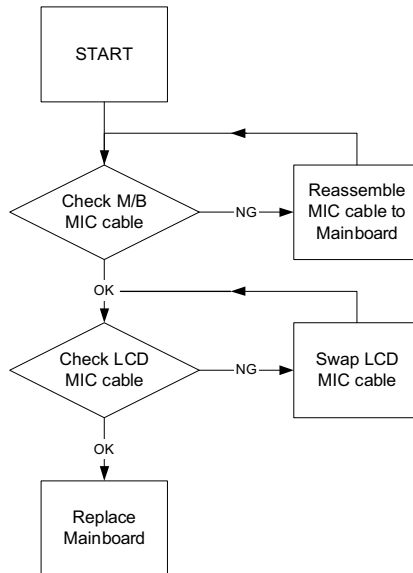 START
Check M/B
MIC cable
NG
Reassemble
MIC cable to
Mainboard
OK
Check LCD
MIC cable
NG
Swap LCD
MIC cable
OK
Replace
Mainboard